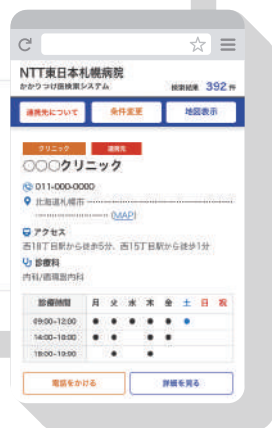 NTT東日本札幌病院
かかりつけ医検索システム
検索結果 392 件
連携先について 条件変更 地図表示
クリニック 連携先
○○○クリニック
011-000-0000
北海道札幌市
(MAP)
アクセス
西18丁目駅から徒歩5分、西15丁目駅から徒歩1分
診療科
内科/循環器内科
診療時間 月 火 水 木 金 土 日 祝
09:00~12:00 ● ● ● ● ● ●
14:00~18:00 ● ● ● ●
18:00~19:00 ● ●
電話をかける 詳細を見る